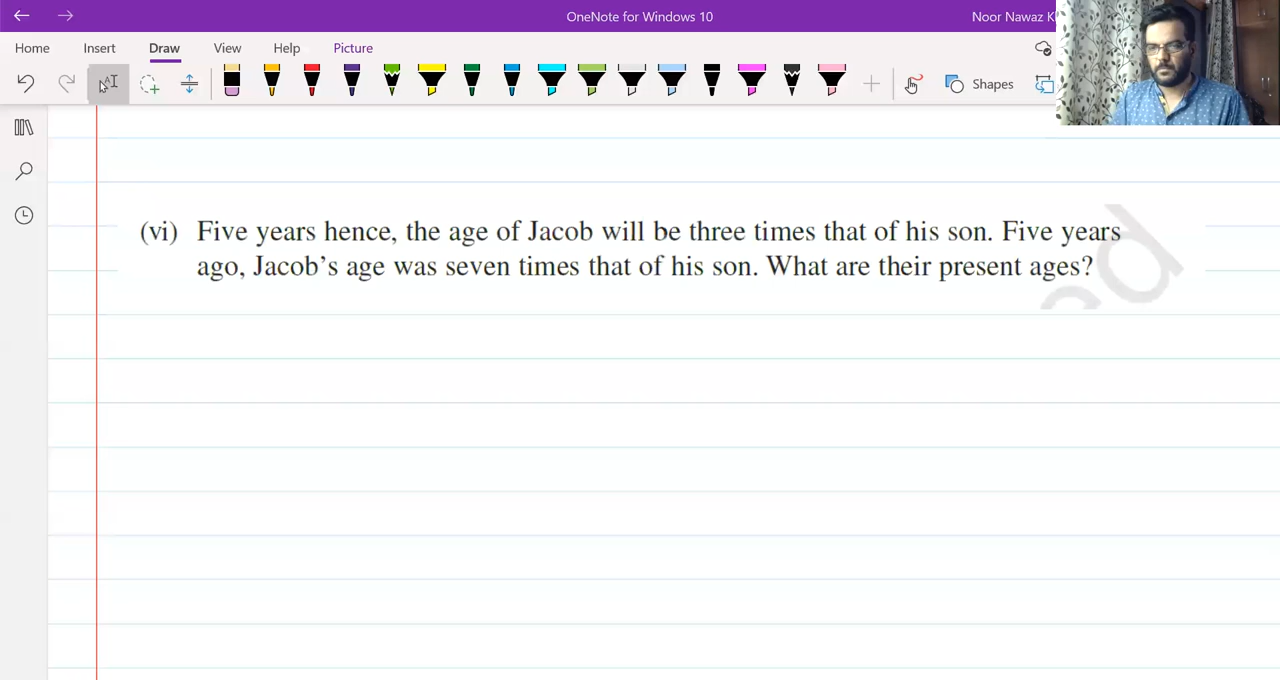 OneNote for Windows 10
Noor Nawaz K
Home Insert Draw View Help Picture
Shapes
(vi) Five years hence, the age of Jacob will be three times that of his son. Five years
ago, Jacob's age was seven times that of his son. What are their present ages?
ed